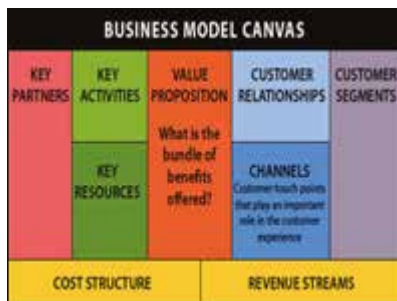 BUSINESS MODEL CANVAS
KEY
PARTNERS
KEY
ACTIVITIES
KEY
RESOURCES
VALUE
PROPOSITION
What is the
bundle of
benefits
offered?
CUSTOMER
RELATIONSHIPS
CHANNELS
Customer touch points
that play an important
role in the customer
experience
CUSTOMER
SEGMENTS
COST STRUCTURE
REVENUE STREAMS